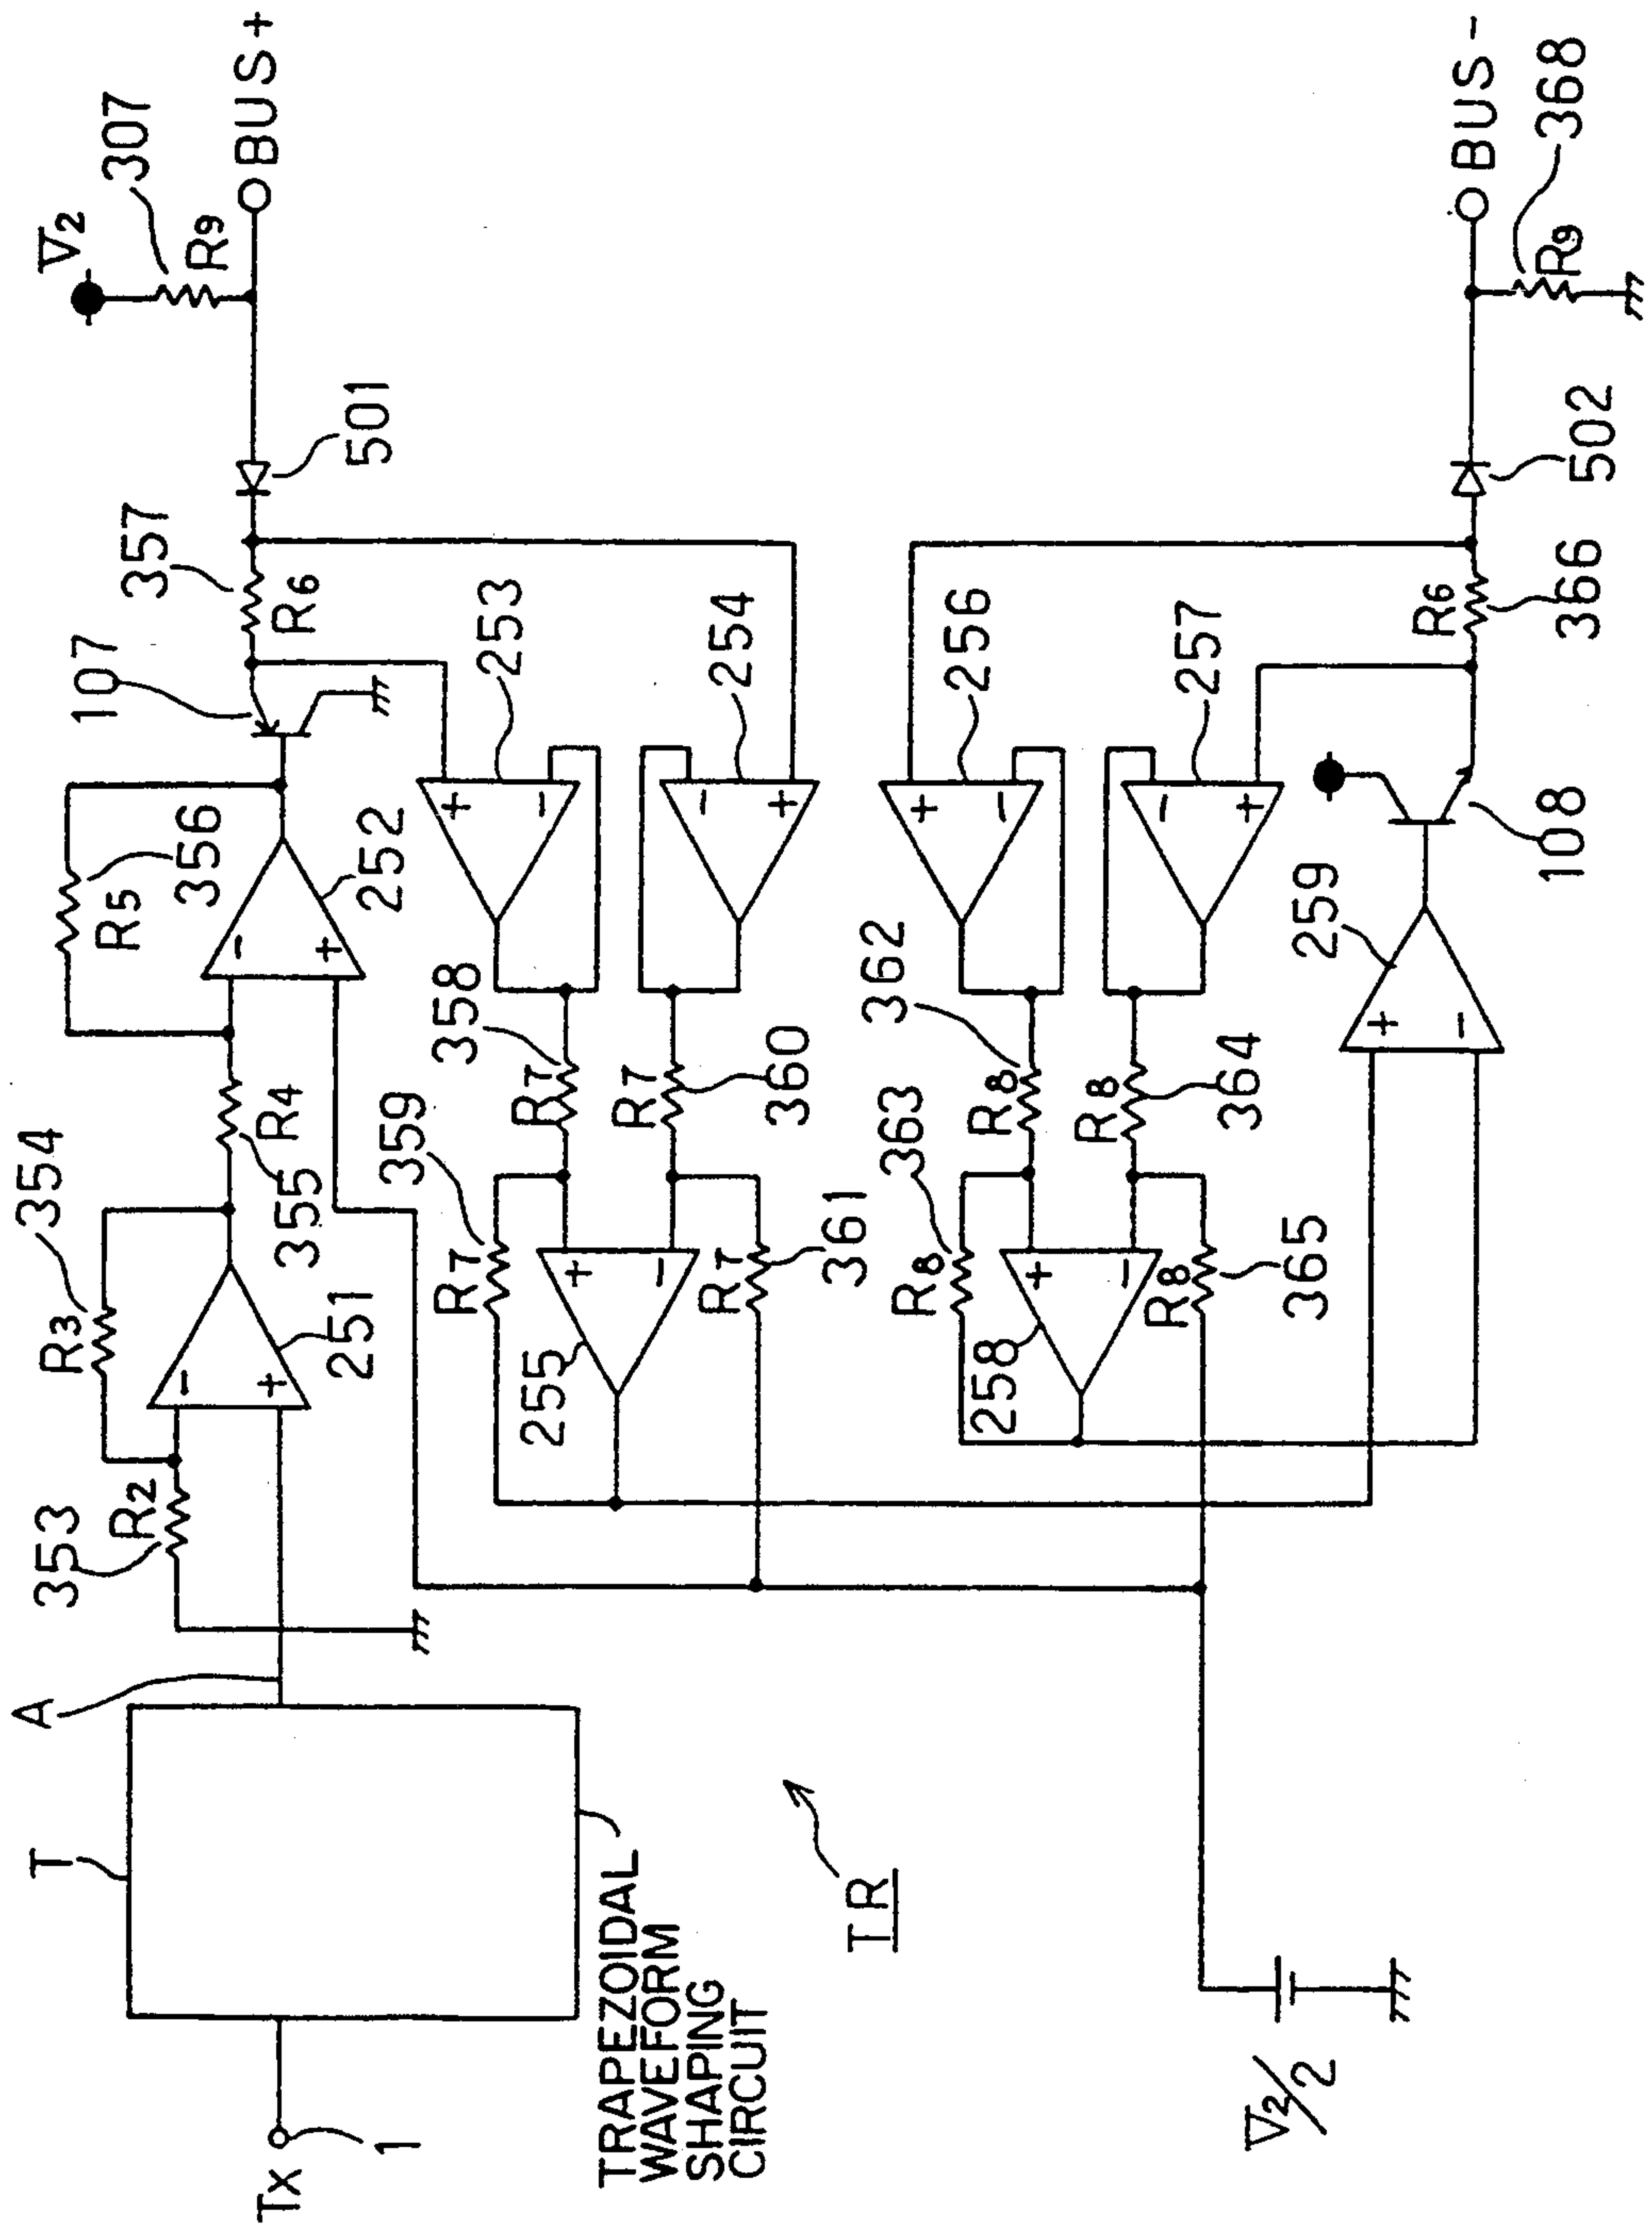 Tx
1
T
TRAPEZOIDAL
WAVEFORM
SHAPING
CIRCUIT
A
TR
V2/2
353
R2
R3
354
-
+
251
355
R4
R5
356
-
+
252
107
357
R6
501
V2
307
R9
BUS+
+
-
253
-
+
254
358
R7
359
R7
R7
360
R7
361
+
-
255
+
-
256
-
+
257
362
R8
363
R8
R8
364
R8
365
+
-
258
259
+
-
108
R6
366
502
BUS-
368
R9